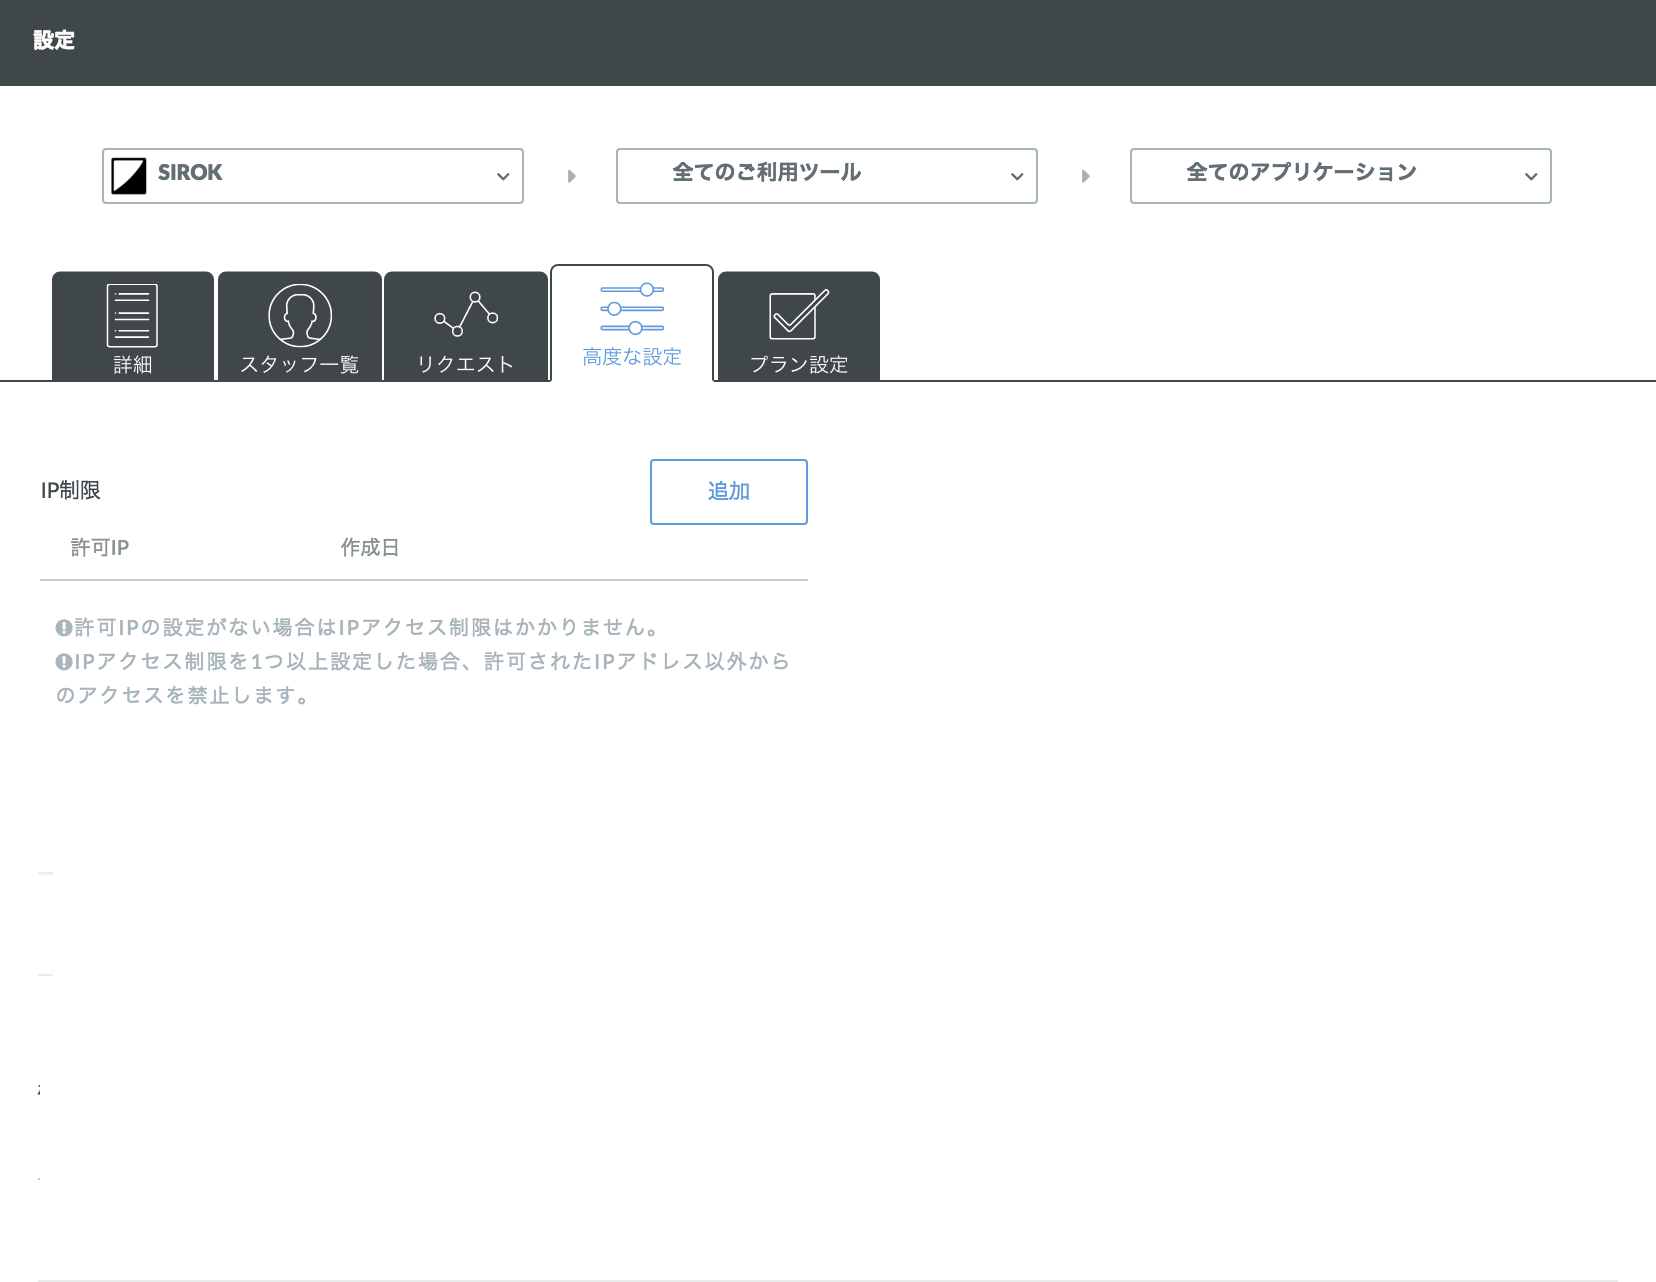 設定
SIROK
全てのご利用ツール
全てのアプリケーション
詳細
スタッフ一覧
リクエスト
高度な設定
プラン設定
IP制限
追加
許可IP
作成日
許可IPの設定がない場合はIPアクセス制限はかかりません。
IPアクセス制限を1つ以上設定した場合、許可されたIPアドレス以外から
のアクセスを禁止します。